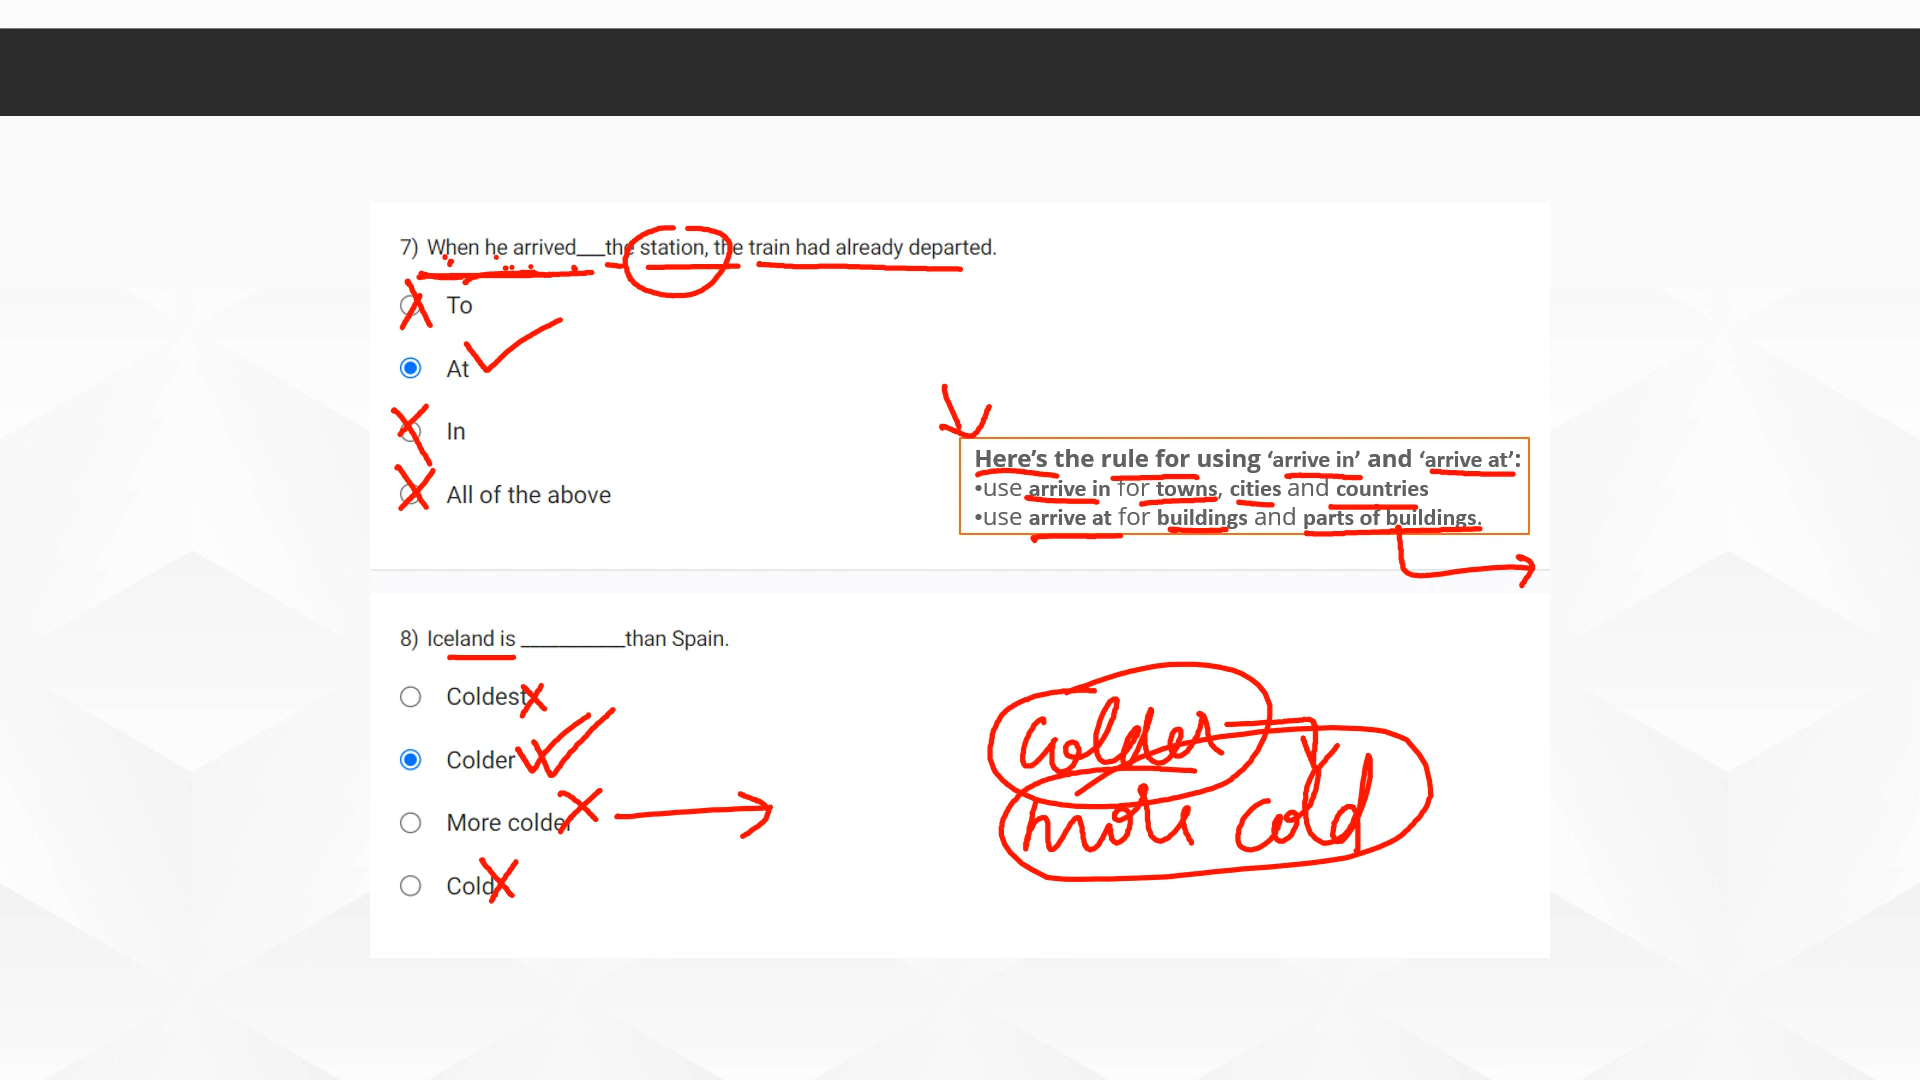 7) When he arrived___the station, the train had already departed.
To
At
In
All of the above
Here's the rule for using ‘arrive in’ and ‘arrive at’:
•use arrive in for towns, cities and countries
•use arrive at for buildings and parts of buildings.
8) Iceland is __________than Spain.
Coldest
Colder
More colder
Cold
colder
more cold